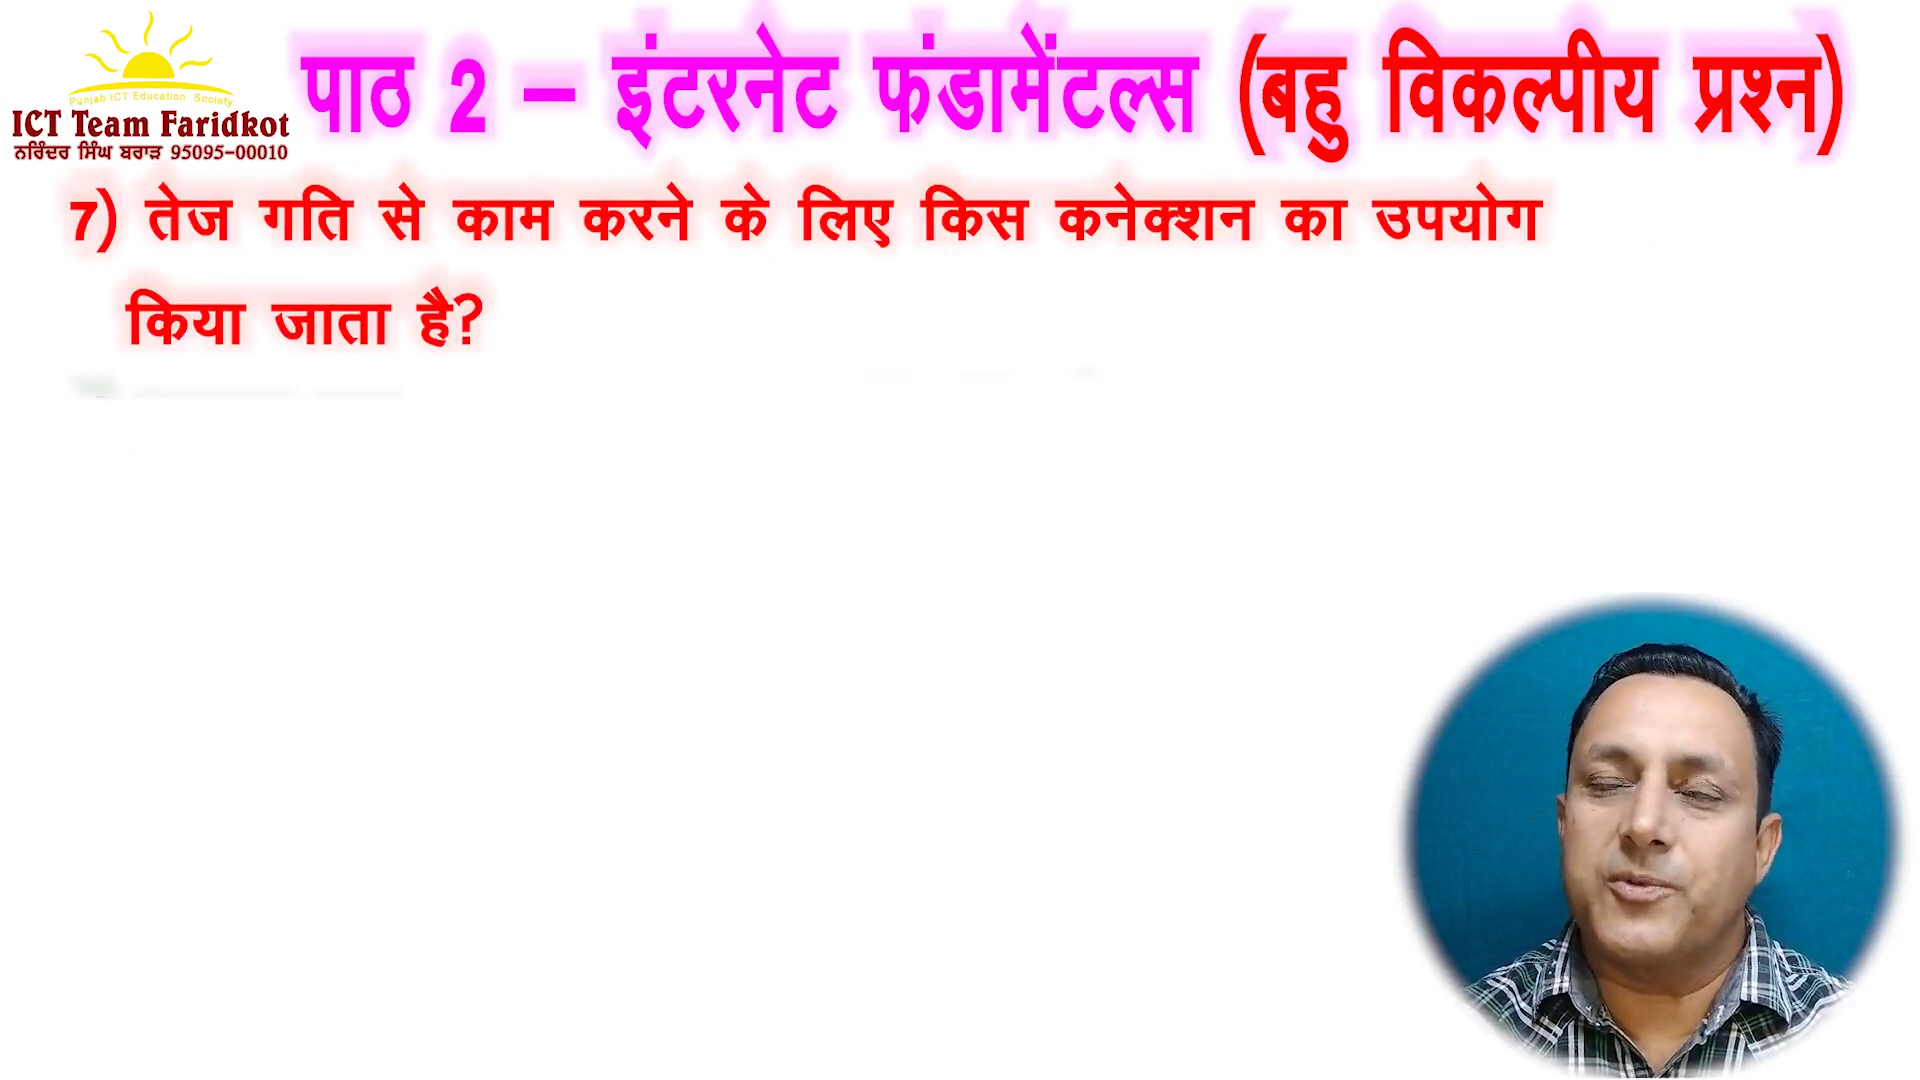 Punjab ICT Education Society
ICT Team Faridkot
ਨਰਿੰਦਰ ਸਿੰਘ ਬਰਾੜ 95095-00010
पाठ 2 – इंटरनेट फंडामेंटल्स (बहु विकल्पीय प्रश्न)
7) तेज गति से काम करने के लिए किस कनेक्शन का उपयोग
किया जाता है?